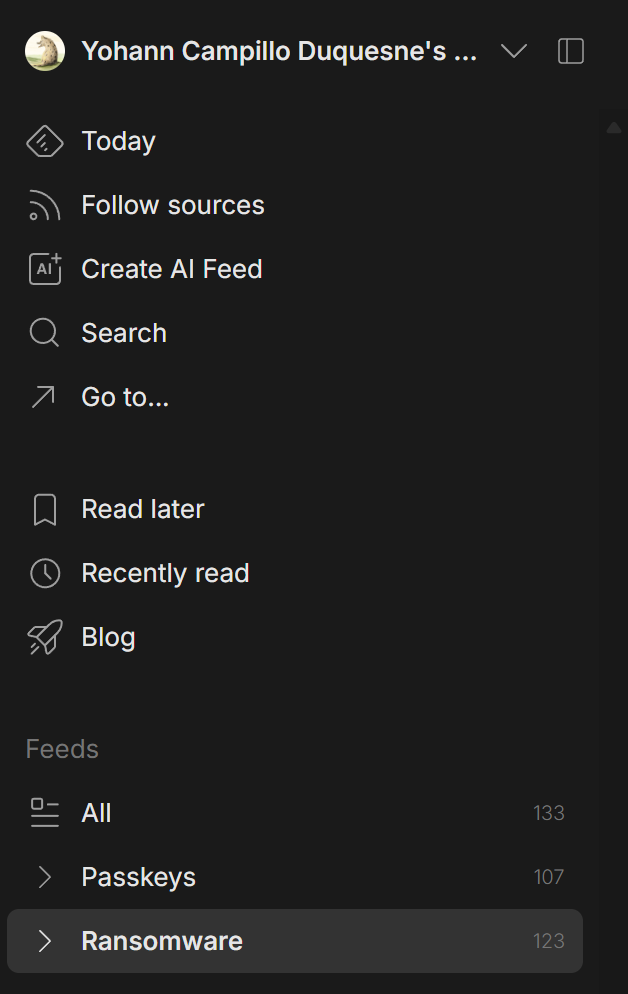 Yohann Campillo Duquesne's ...
Today
Follow sources
AI+ Create AI Feed
Search
Go to...
Read later
Recently read
Blog
Feeds
All 133
Passkeys 107
Ransomware 123